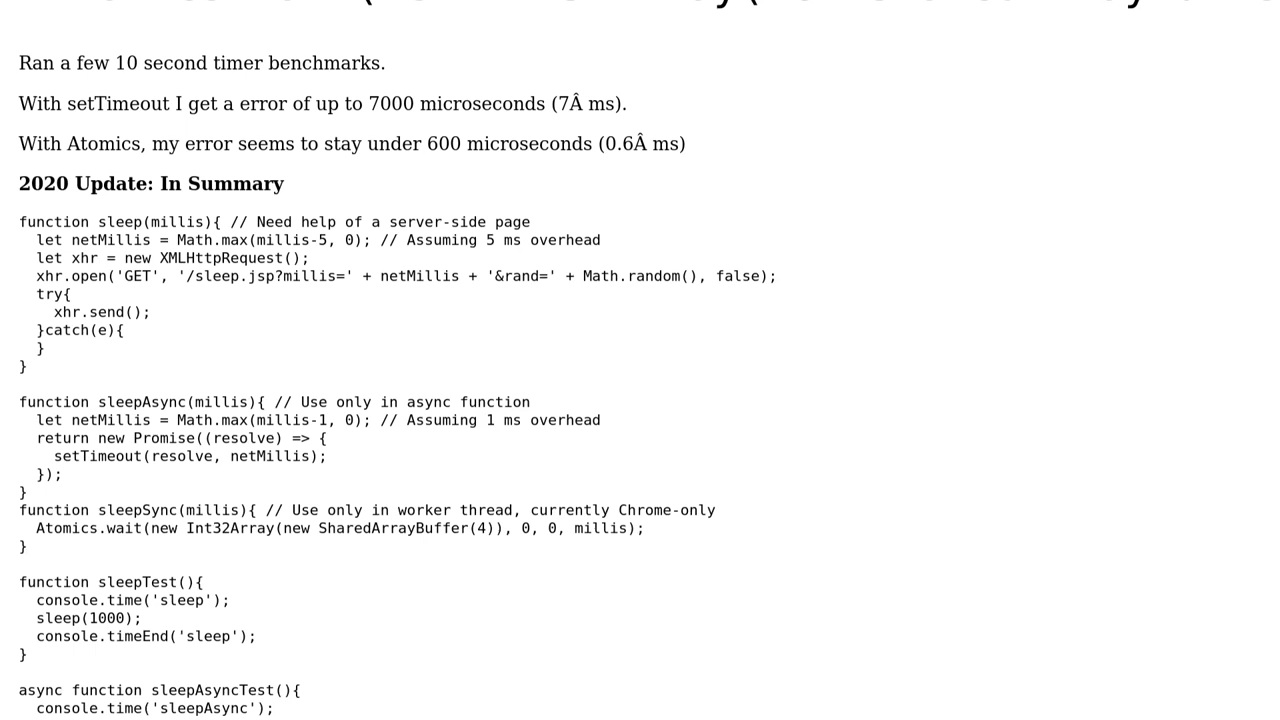 Ran a few 10 second timer benchmarks.
With setTimeout I get a error of up to 7000 microseconds (7Â ms).
With Atomics, my error seems to stay under 600 microseconds (0.6Â ms)
2020 Update: In Summary
function sleep(millis){ // Need help of a server-side page
  let netMillis = Math.max(millis-5, 0); // Assuming 5 ms overhead
  let xhr = new XMLHttpRequest();
  xhr.open('GET', '/sleep.jsp?millis=' + netMillis + '&rand=' + Math.random(), false);
  try{
    xhr.send();
  }catch(e){
  }
}
function sleepAsync(millis){ // Use only in async function
  let netMillis = Math.max(millis-1, 0); // Assuming 1 ms overhead
  return new Promise((resolve) => {
    setTimeout(resolve, netMillis);
  });
}
function sleepSync(millis){ // Use only in worker thread, currently Chrome-only
  Atomics.wait(new Int32Array(new SharedArrayBuffer(4)), 0, 0, millis);
}
function sleepTest(){
  console.time('sleep');
  sleep(1000);
  console.timeEnd('sleep');
}
async function sleepAsyncTest(){
  console.time('sleepAsync');